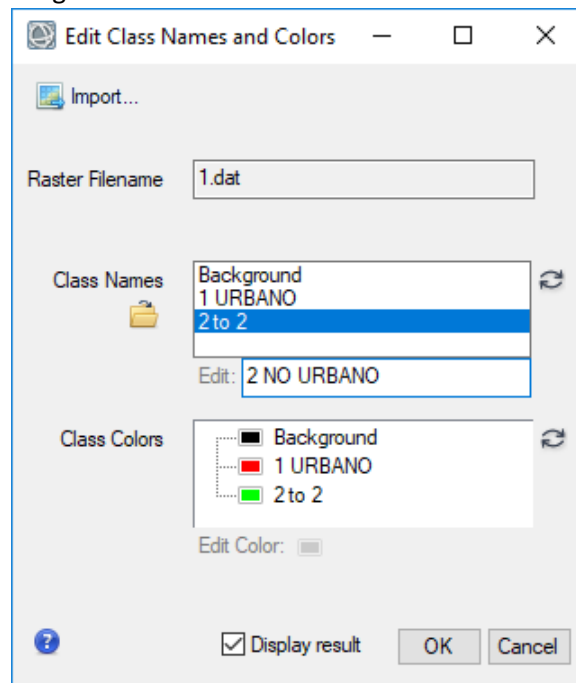 Edit Class Names and Colors
Import...
Raster Filename
1.dat
Class Names
Background
1 URBANO
2 to 2
Edit: 2 NO URBANO
Class Colors
Background
1 URBANO
2 to 2
Edit Color:
?
Display result
OK
Cancel